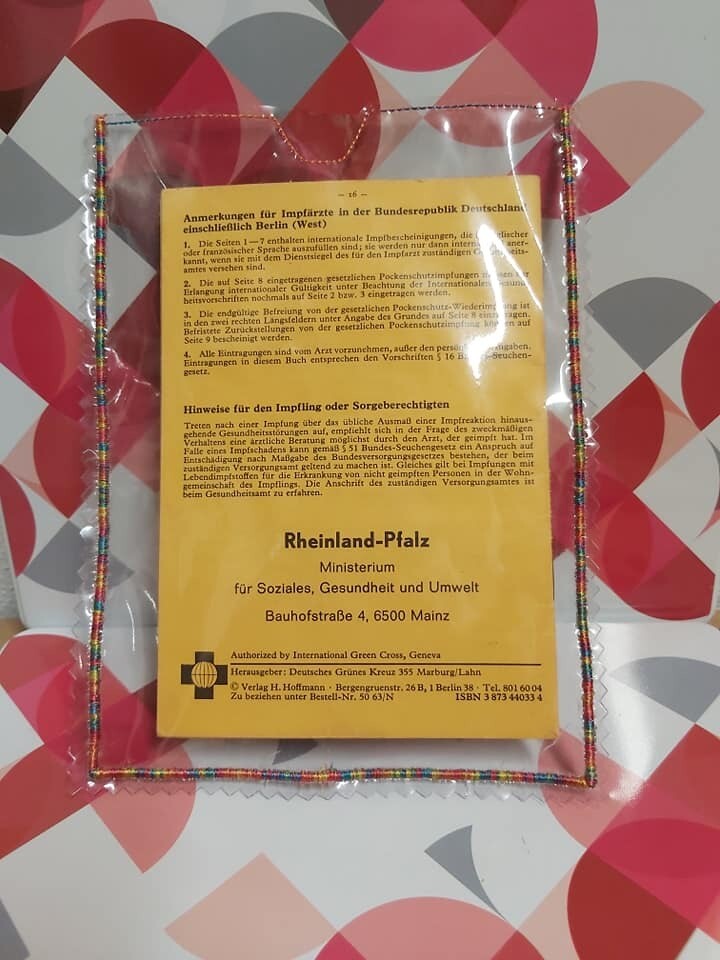 – 16 –
Anmerkungen für Impfärzte in der Bundesrepublik Deutschland
einschließlich Berlin (West)
1. Die Seiten 1—7 enthalten internationale Impfbescheinigungen, die
oder französischer Sprache auszufüllen sind; sie werden nur dann
kannt, wenn sie mit dem Dienstsiegel des für den Impfarzt zuständigen
amtes versehen sind.
2. Die auf Seite 8 eingetragenen gesetzlichen Pockenschutzimpfungen
Erlangung internationaler Gültigkeit unter Beachtung der Internationalen
heitsvorschriften nochmals auf Seite 2 bzw. 3 eingetragen werden.
3. Die endgültige Befreiung von der gesetzlichen Pockenschutz-Wiederimpfung ist
in den zwei rechten Längsfeldern unter Angabe des Grundes auf Seite 8
Befristete Zurückstellungen von der gesetzlichen Pockenschutzimpfung können auf
Seite 9 bescheinigt werden.
4. Alle Eintragungen sind vom Arzt vorzunehmen, außer den
Eintragungen in diesem Buch entsprechen den Vorschriften § 16
gesetz.
Hinweise für den Impfling oder Sorgeberechtigten
Treten nach einer Impfung über das übliche Ausmaß einer Impfreaktion hinaus-
gehende Gesundheitsstörungen auf, empfiehlt sich in der Frage des zweckmäßigen
Verhaltens eine ärztliche Beratung möglichst durch den Arzt, der geimpft hat. Im
Falle eines Impfschadens kann gemäß § 51 Bundes-Seuchengesetz ein Anspruch auf
Entschädigung nach Maßgabe des Bundesversorgungsgesetzes bestehen, der beim
zuständigen Versorgungsamt geltend zu machen ist. Gleiches gilt bei Impfungen mit
Lebendimpfstoffen für die Erkrankung von nicht geimpften Personen in der Wohn-
gemeinschaft des Impflings. Die Anschrift des zuständigen Versorgungsamtes ist
beim Gesundheitsamt zu erfahren.
Rheinland-Pfalz
Ministerium
für Soziales, Gesundheit und Umwelt
Bauhofstraße 4, 6500 Mainz
Authorized by International Green Cross, Geneva
Herausgeber: Deutsches Grünes Kreuz 355 Marburg/Lahn
© Verlag H. Hoffmann · Bergengruenstr. 26 B, 1 Berlin 38 · Tel. 801 60 04
Zu beziehen unter Bestell-Nr. 50 63/N ISBN 3 873 44033 4